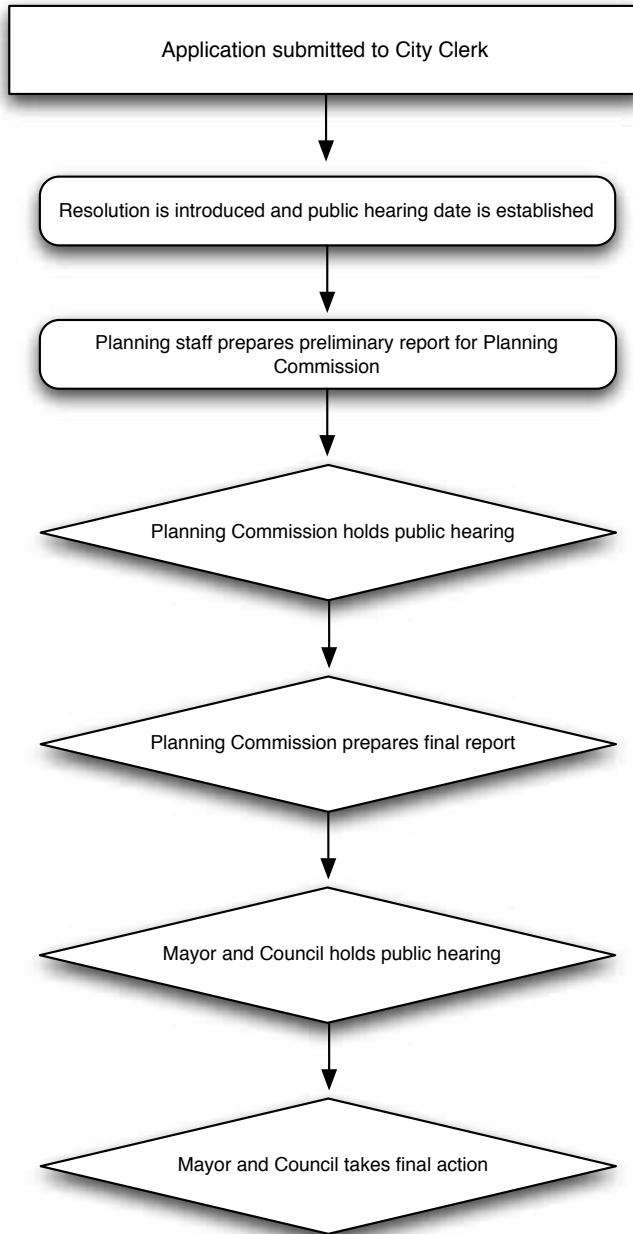 Application submitted to City Clerk
Resolution is introduced and public hearing date is established
Planning staff prepares preliminary report for Planning
Commission
Planning Commission holds public hearing
Planning Commission prepares final report
Mayor and Council holds public hearing
Mayor and Council takes final action